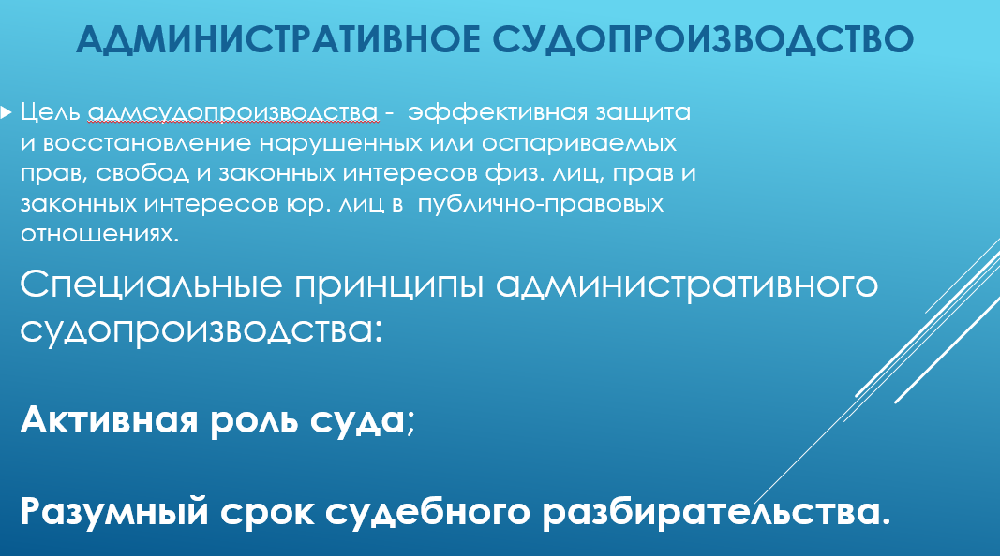 АДМИНИСТРАТИВНОЕ СУДОПРОИЗВОДСТВО
Цель адмсудопроизводства - эффективная защита
и восстановление нарушенных или оспариваемых
прав, свобод и законных интересов физ. лиц, прав и
законных интересов юр. лиц в публично-правовых
отношениях.
Специальные принципы административного
судопроизводства:
Активная роль суда;
Разумный срок судебного разбирательства.